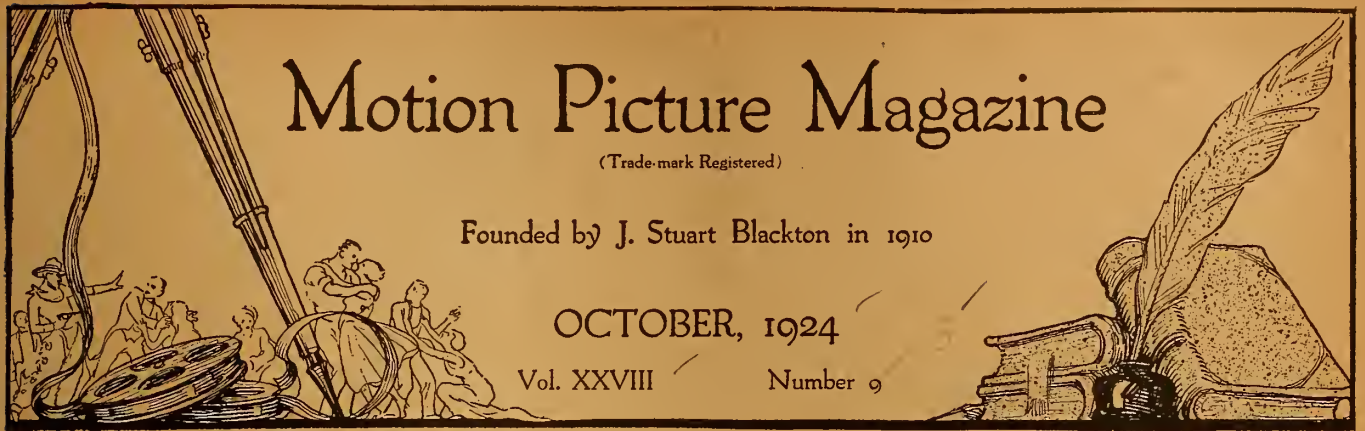 Motion Picture Magazine
(Trade-mark Registered)
Founded by J. Stuart Blackton in 1910
OCTOBER, 1924
Vol. XXVIII Number 9